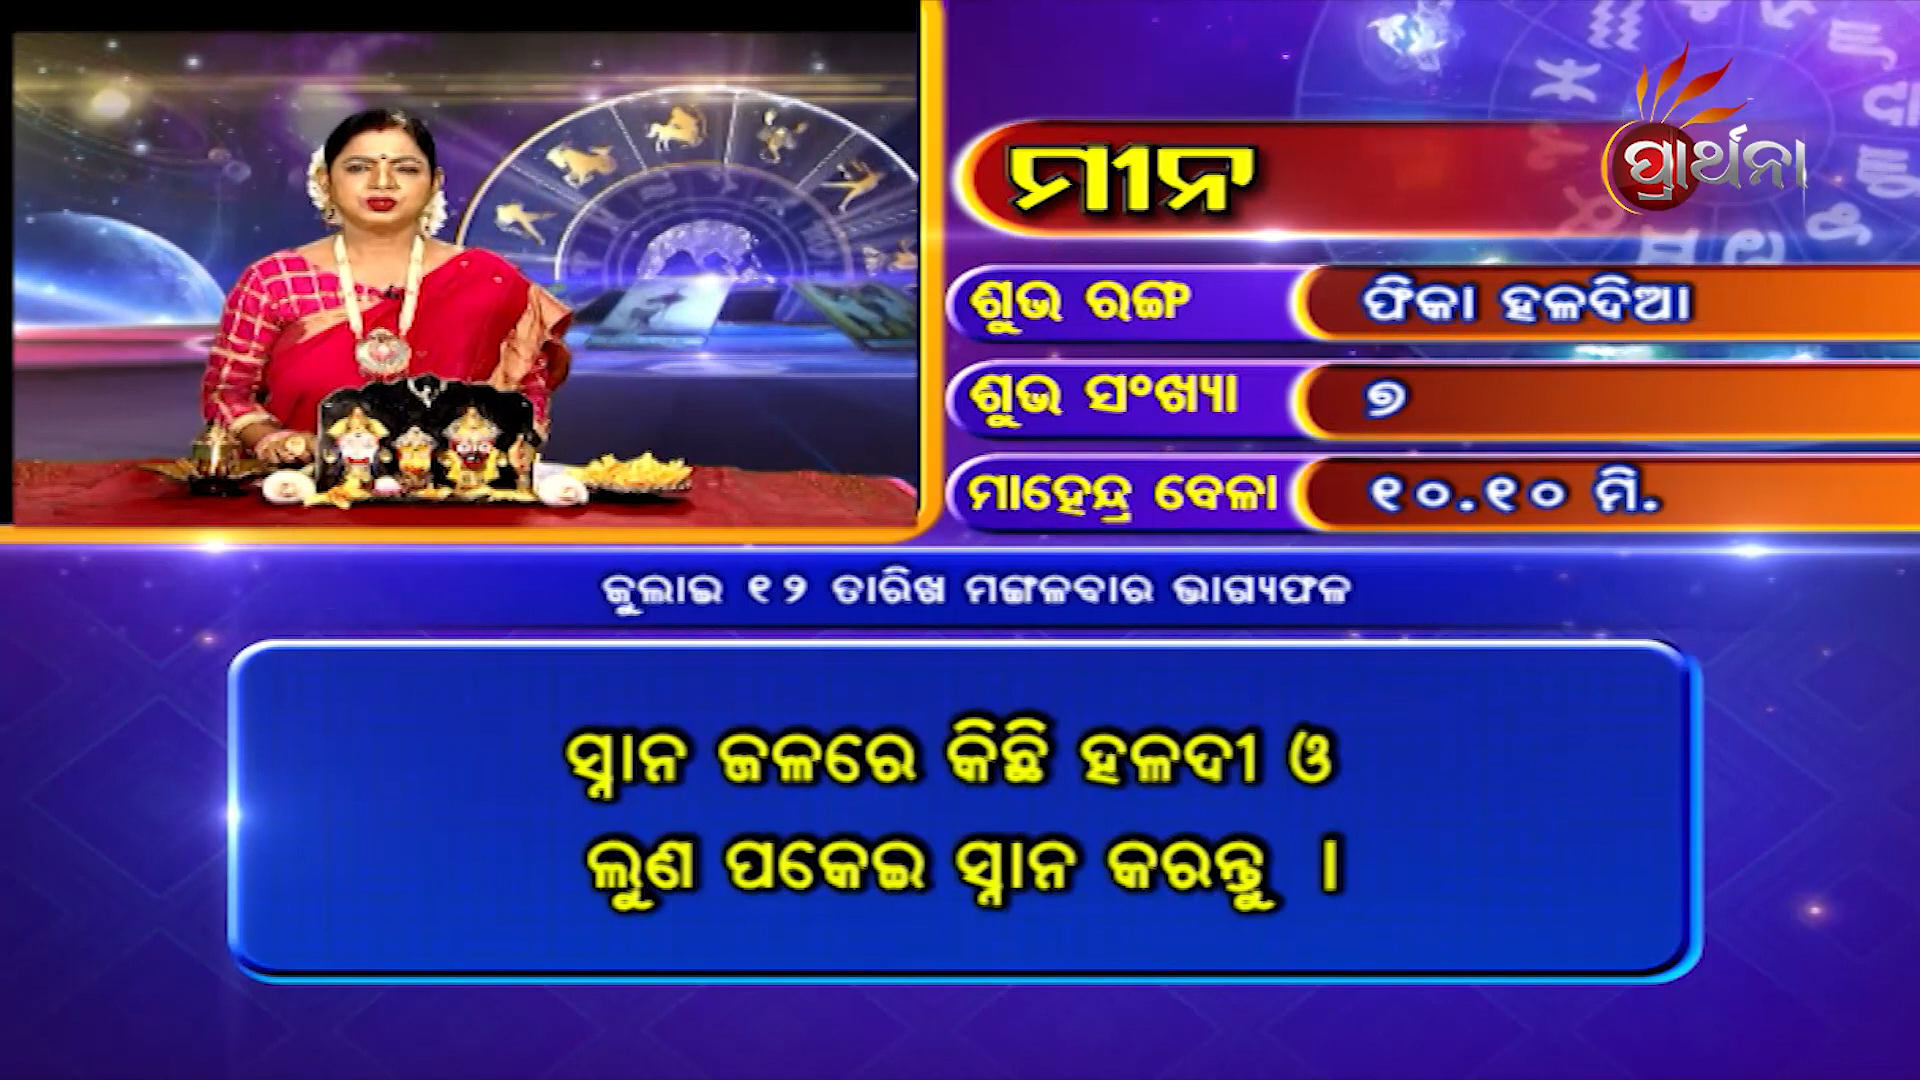 ମୀନ
ପ୍ରାର୍ଥନା
ଶୁଭ ରଙ୍ଗ
ଫିକା ହଳଦିଆ
ଶୁଭ ସଂଖ୍ୟା
୭
ମାହେନ୍ଦ୍ର ବେଳା
୧୦.୧୦ ମି.
ଜୁଲାଇ ୧୨ ତାରିଖ ମଙ୍ଗଳବାର ଭାଗ୍ୟଫଳ
ସ୍ନାନ ଜଳରେ କିଛି ହଳଦୀ ଓ
ଲୁଣ ପକେଇ ସ୍ନାନ କରନ୍ତୁ ।